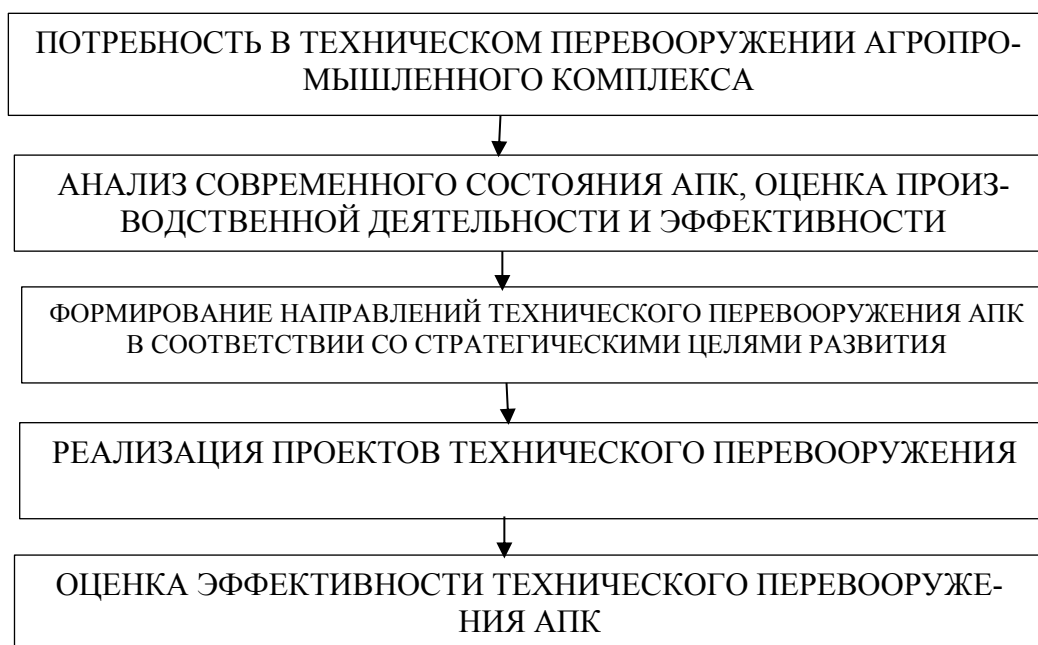 ПОТРЕБНОСТЬ В ТЕХНИЧЕСКОМ ПЕРЕВООРУЖЕНИИ АГРОПРО-
МЫШЛЕННОГО КОМПЛЕКСА
АНАЛИЗ СОВРЕМЕННОГО СОСТОЯНИЯ АПК, ОЦЕНКА ПРОИЗ-
ВОДСТВЕННОЙ ДЕЯТЕЛЬНОСТИ И ЭФФЕКТИВНОСТИ
ФОРМИРОВАНИЕ НАПРАВЛЕНИЙ ТЕХНИЧЕСКОГО ПЕРЕВООРУЖЕНИЯ АПК
В СООТВЕТСТВИИ СО СТРАТЕГИЧЕСКИМИ ЦЕЛЯМИ РАЗВИТИЯ
РЕАЛИЗАЦИЯ ПРОЕКТОВ ТЕХНИЧЕСКОГО ПЕРЕВООРУЖЕНИЯ
ОЦЕНКА ЭФФЕКТИВНОСТИ ТЕХНИЧЕСКОГО ПЕРЕВООРУЖЕ-
НИЯ АПК